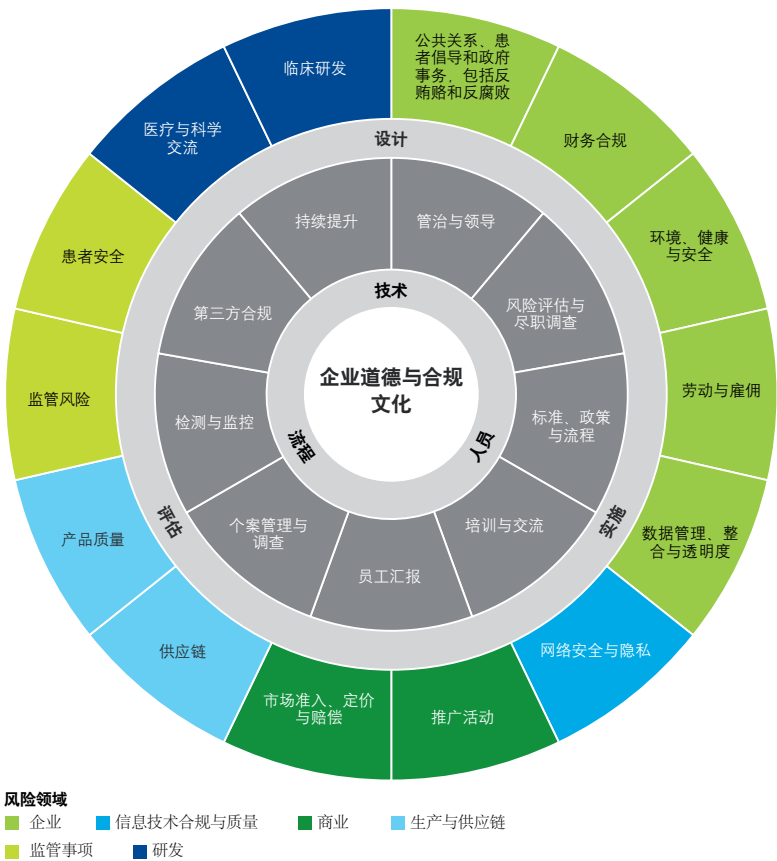 公共关系、患
者倡导和政府
事务，包括反
贿赂和反腐败
财务合规
环境、健康
与安全
劳动与雇佣
数据管理、整
合与透明度
网络安全与隐私
推广活动
市场准入、定价
与赔偿
供应链
产品质量
监管风险
患者安全
医疗与科学
交流
临床研发
设计
实施
评估
管治与领导
风险评估与
尽职调查
标准、政策
与流程
培训与交流
员工汇报
个案管理与
调查
检测与监控
第三方合规
持续提升
技术
人员
流程
企业道德与合规
文化
风险领域
企业
信息技术合规与质量
商业
生产与供应链
监管事项
研发